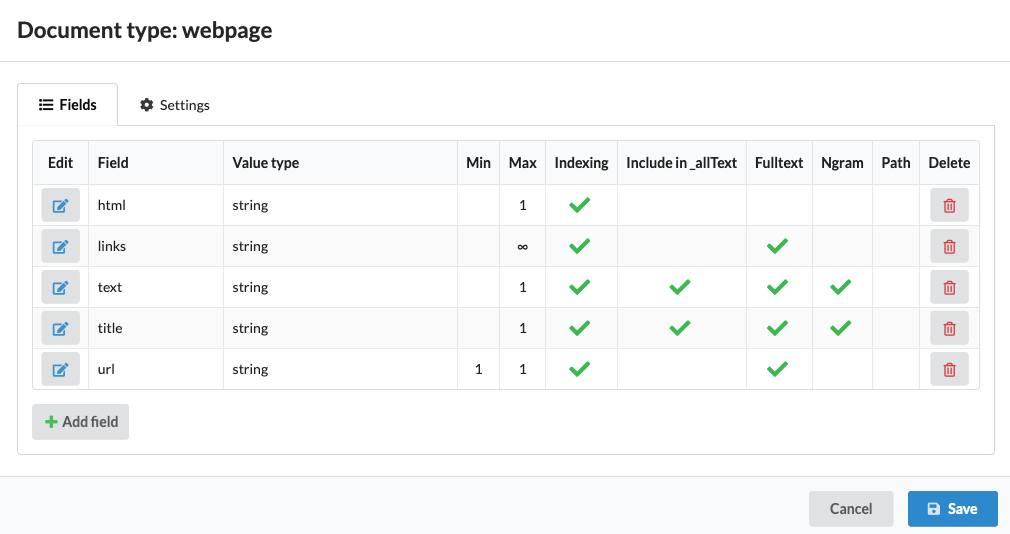 Document type: webpage
Fields Settings
Edit Field Value type Min Max Indexing Include in _allText Fulltext Ngram Path Delete
html string 1
links string ∞
text string 1
title string 1
url string 1 1
Add field
Cancel Save